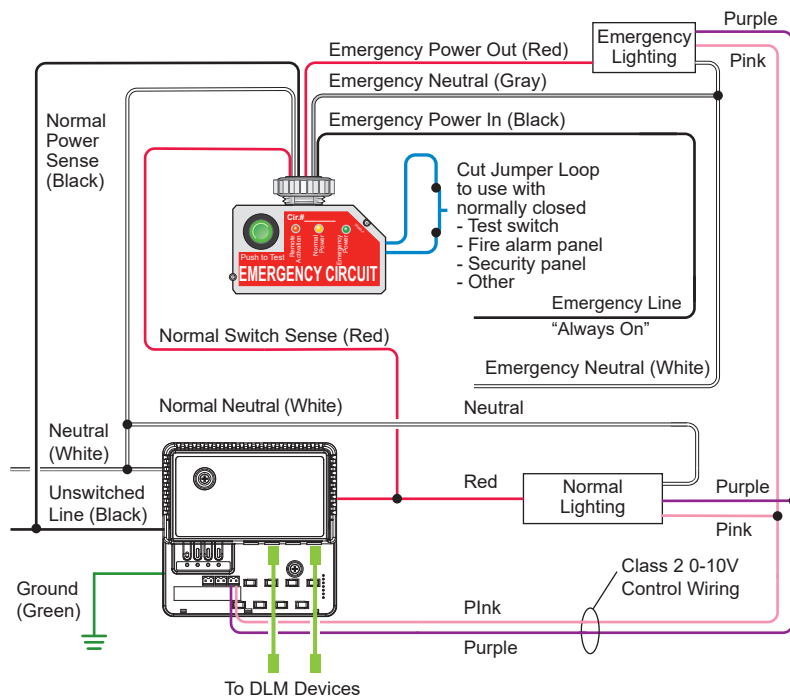 Purple
Emergency Power Out (Red)
Emergency
Lighting
Pink
Emergency Neutral (Gray)
Normal
Power
Sense
(Black)
Emergency Power In (Black)
Cut Jumper Loop
to use with
normally closed
- Test switch
- Fire alarm panel
- Security panel
- Other
Cir.#
Push to Test
Remote
Activation
Normal
Power
Emergency
Power
EMERGENCY CIRCUIT
Emergency Line
“Always On”
Normal Switch Sense (Red)
Emergency Neutral (White)
Normal Neutral (White)
Neutral
Neutral
(White)
Unswitched
Line (Black)
Red
Normal
Lighting
Purple
Pink
Class 2 0-10V
Control Wiring
Ground
(Green)
PInk
Purple
To DLM Devices